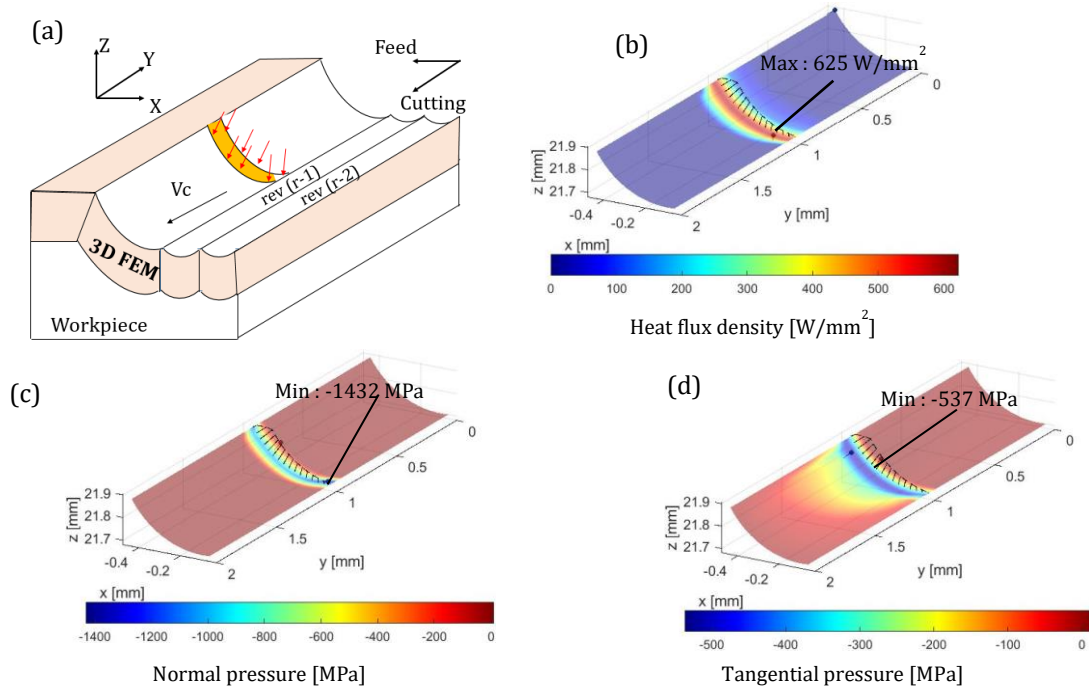 (a)
Z
Y
X
Feed
Cutting
rev (r-1)
rev (r-2)
Vc
3D FEM
Workpiece
(b)
Max : 625 W/mm²
0
0.5
1
1.5
2
y [mm]
21.9
21.8
21.7
z [mm]
-0.4
-0.2
x [mm]
0 100 200 300 400 500 600
Heat flux density [W/mm²]
(c)
Min : -1432 MPa
0
0.5
1
1.5
2
y [mm]
21.9
21.8
21.7
z [mm]
-0.4
-0.2
x [mm]
-1400 -1200 -1000 -800 -600 -400 -200 0
Normal pressure [MPa]
(d)
Min : -537 MPa
0
0.5
1
1.5
2
y [mm]
21.9
21.8
21.7
z [mm]
-0.4
-0.2
x [mm]
-500 -400 -300 -200 -100 0
Tangential pressure [MPa]